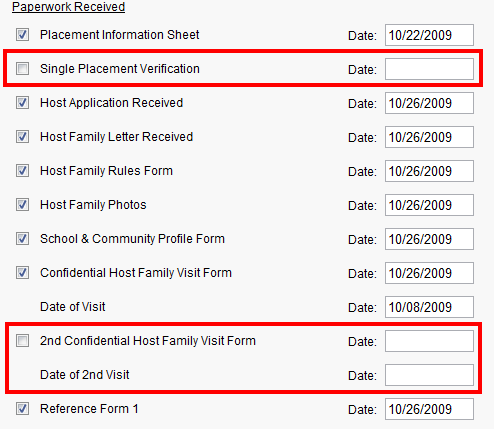 Paperwork Received
Placement Information Sheet Date: 10/22/2009
Single Placement Verification Date:
Host Application Received Date: 10/26/2009
Host Family Letter Received Date: 10/26/2009
Host Family Rules Form Date: 10/26/2009
Host Family Photos Date: 10/26/2009
School & Community Profile Form Date: 10/26/2009
Confidential Host Family Visit Form Date: 10/26/2009
Date of Visit Date: 10/08/2009
2nd Confidential Host Family Visit Form Date:
Date of 2nd Visit Date:
Reference Form 1 Date: 10/26/2009